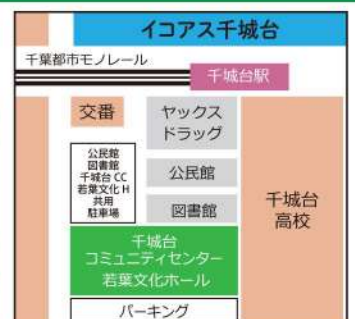 イコアス千城台
千葉都市モノレール
千城台駅
交番
ヤックス
ドラッグ
公民館
図書館
千城台 CC
若葉文化 H
共用
駐車場
公民館
図書館
千城台
高校
千城台
コミュニティセンター
若葉文化ホール
パーキング